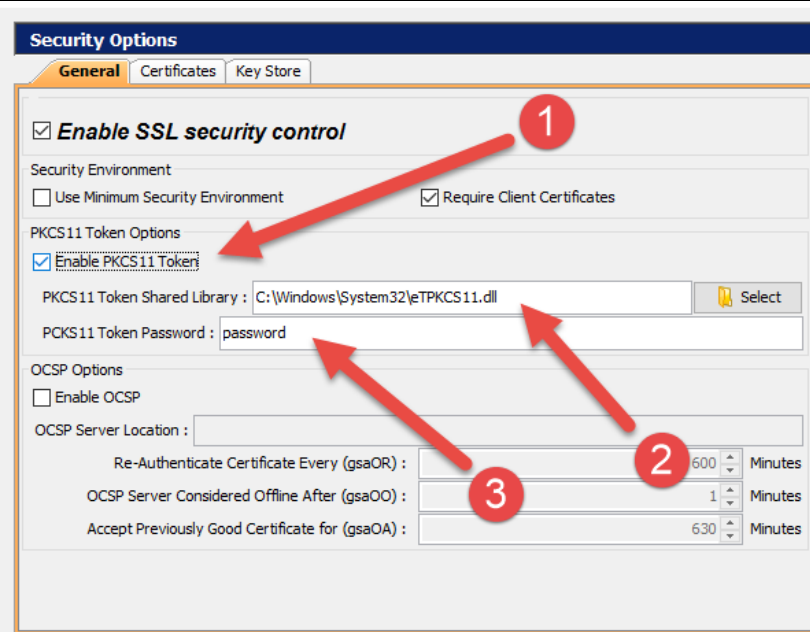 Security Options
General Certificates Key Store
Enable SSL security control
1
Security Environment
Use Minimum Security Environment Require Client Certificates
PKCS11 Token Options
Enable PKCS11 Token
PKCS11 Token Shared Library : C:\Windows\System32\eTPKCS11.dll Select
PCKS11 Token Password : password
OCSP Options
Enable OCSP
OCSP Server Location :
Re-Authenticate Certificate Every (gsaOR) : 600 Minutes
2
OCSP Server Considered Offline After (gsaOO) : 1 Minutes
3
Accept Previously Good Certificate for (gsaOA) : 630 Minutes